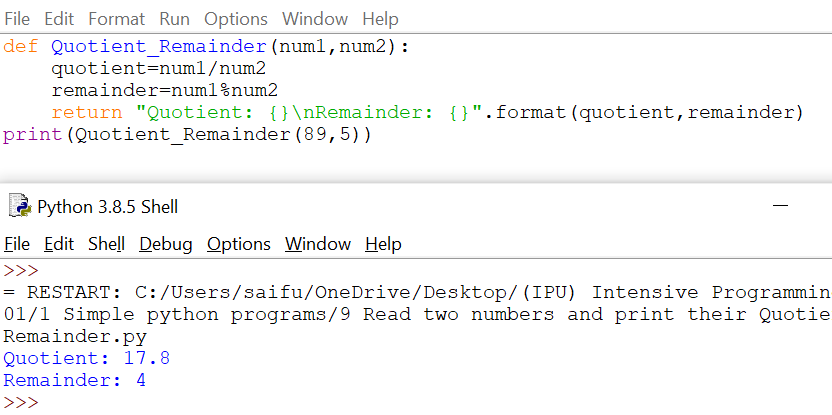 File Edit Format Run Options Window Help
def Quotient_Remainder(num1,num2):
    quotient=num1/num2
    remainder=num1%num2
    return "Quotient: {}\nRemainder: {}".format(quotient,remainder)
print(Quotient_Remainder(89,5))
Python 3.8.5 Shell
File Edit Shell Debug Options Window Help
>>>
= RESTART: C:/Users/saifu/OneDrive/Desktop/(IPU) Intensive Programmin
01/1 Simple python programs/9 Read two numbers and print their Quotie
Remainder.py
Quotient: 17.8
Remainder: 4
>>>